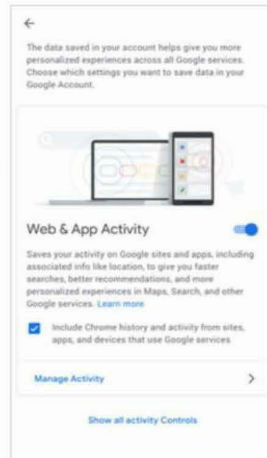 The data saved in your account helps give you more
personalized experiences across all Google services.
Choose which settings you want to save data in your
Google Account.
Web & App Activity
Saves your activity on Google sites and apps, including
associated info like location, to give you faster
searches, better recommendations, and more
personalized experiences in Maps, Search, and other
Google services. Learn more
Include Chrome history and activity from sites,
apps, and devices that use Google services
Manage Activity
Show all activity Controls